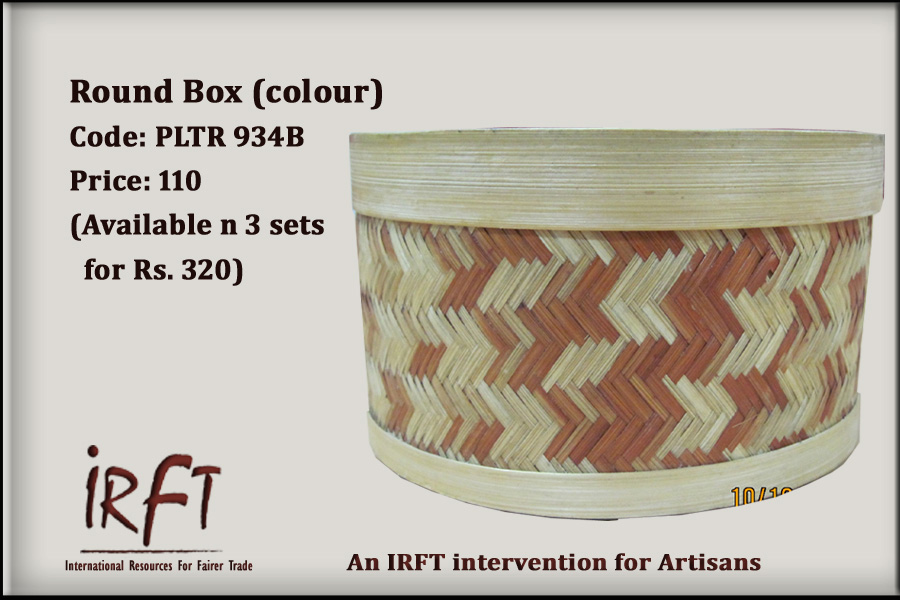 Round Box (colour)
Code: PLTR 934B
Price: 110
(Available n 3 sets
for Rs. 320)
iRFT
International Resources For Fairer Trade
An IRFT intervention for Artisans